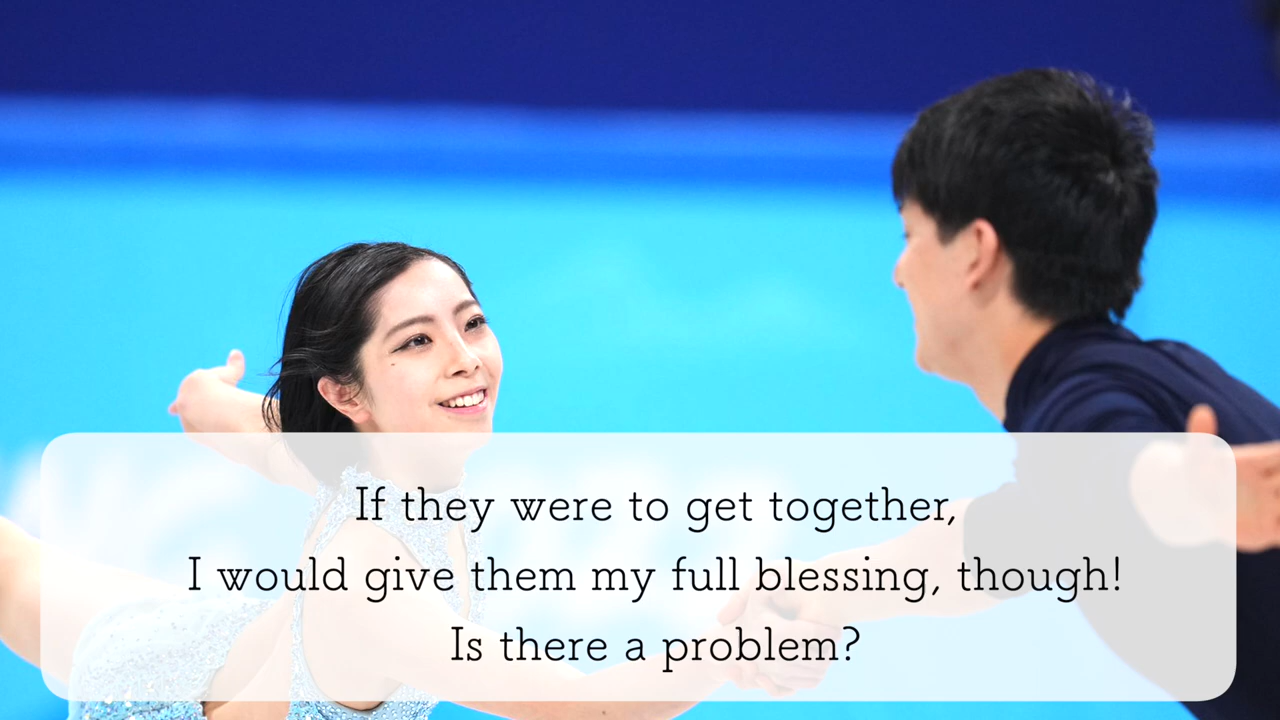 If they were to get together,
I would give them my full blessing, though!
Is there a problem?